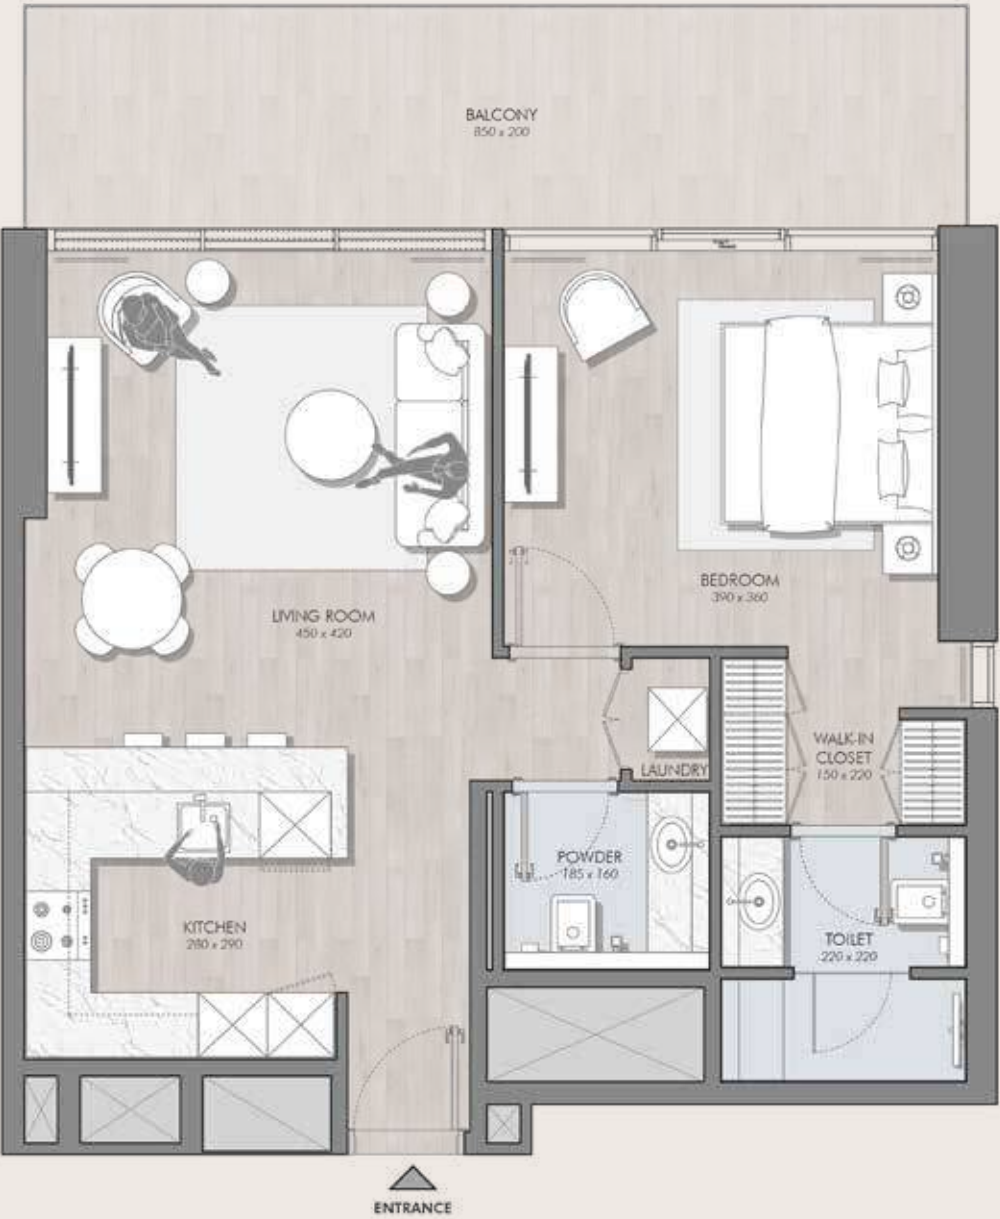 BALCONY
850 x 200
BEDROOM
390 x 360
LIVING ROOM
450 x 420
WALK-IN
CLOSET
150 x 220
LAUNDRY
POWDER
185 x 160
KITCHEN
280 x 290
TOILET
220 x 220
ENTRANCE